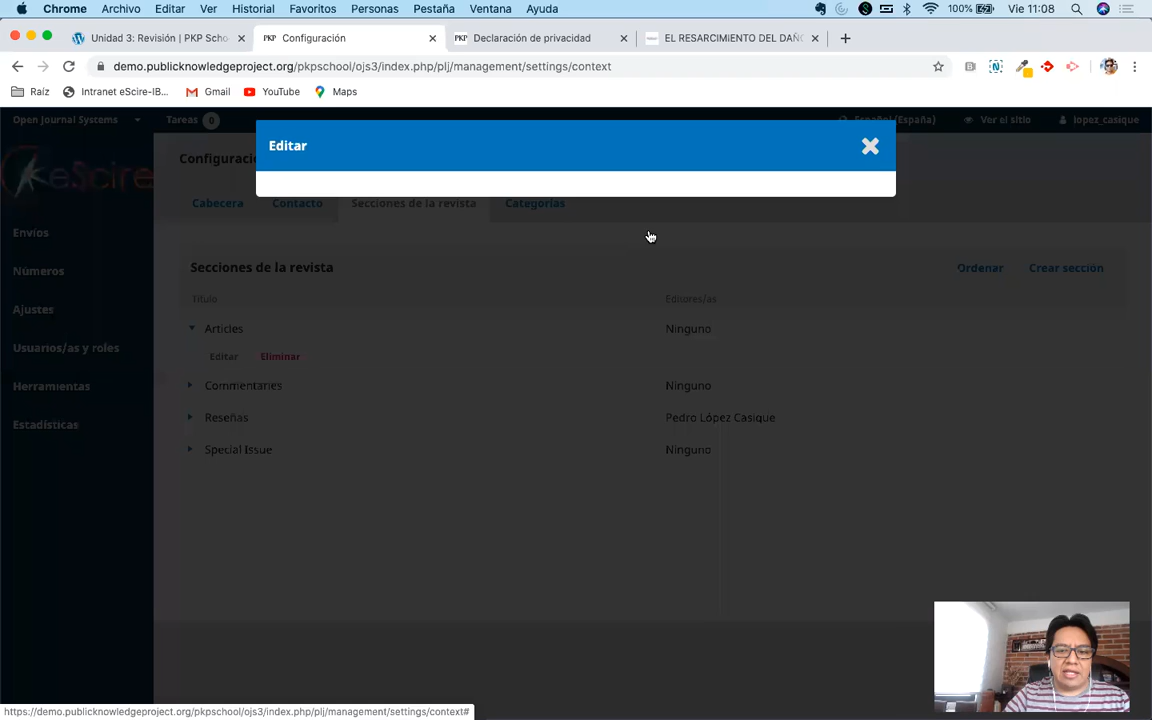 Chrome Archivo Editar Ver Historial Favoritos Personas Pestaña Ventana Ayuda 100% Vie 11:08
Unidad 3: Revisión | PKP Scho Configuración PKP Declaración de privacidad EL RESARCIMIENTO DEL DAÑO
demo.publicknowledgeproject.org/pkpschool/ojs3/index.php/plj/management/settings/context
Raíz Intranet eScire-IB... Gmail YouTube Maps
Open Journal Systems Tareas 0 Español (España) Ver el sitio lopez_casique
Editar
eScire
Configuració
Cabecera Contacto Secciones de la revista Categorías
Envíos
Números
Ajustes
Usuarios/as y roles
Herramientas
Estadísticas
Secciones de la revista Ordenar Crear sección
Título Editores/as
Articles Ninguno
Editar Eliminar
Commentaries Ninguno
Reseñas Pedro López Casique
Special Issue Ninguno
https://demo.publicknowledgeproject.org/pkpschool/ojs3/index.php/plj/management/settings/context#